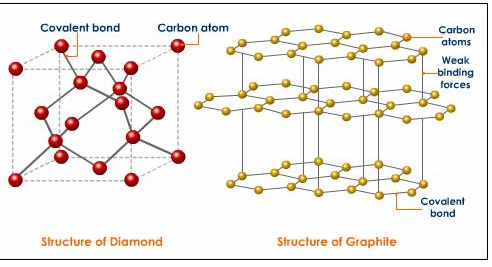 Covalent bond
Carbon atom
Structure of Diamond
Carbon
atoms
Weak
binding
forces
Covalent
bond
Structure of Graphite